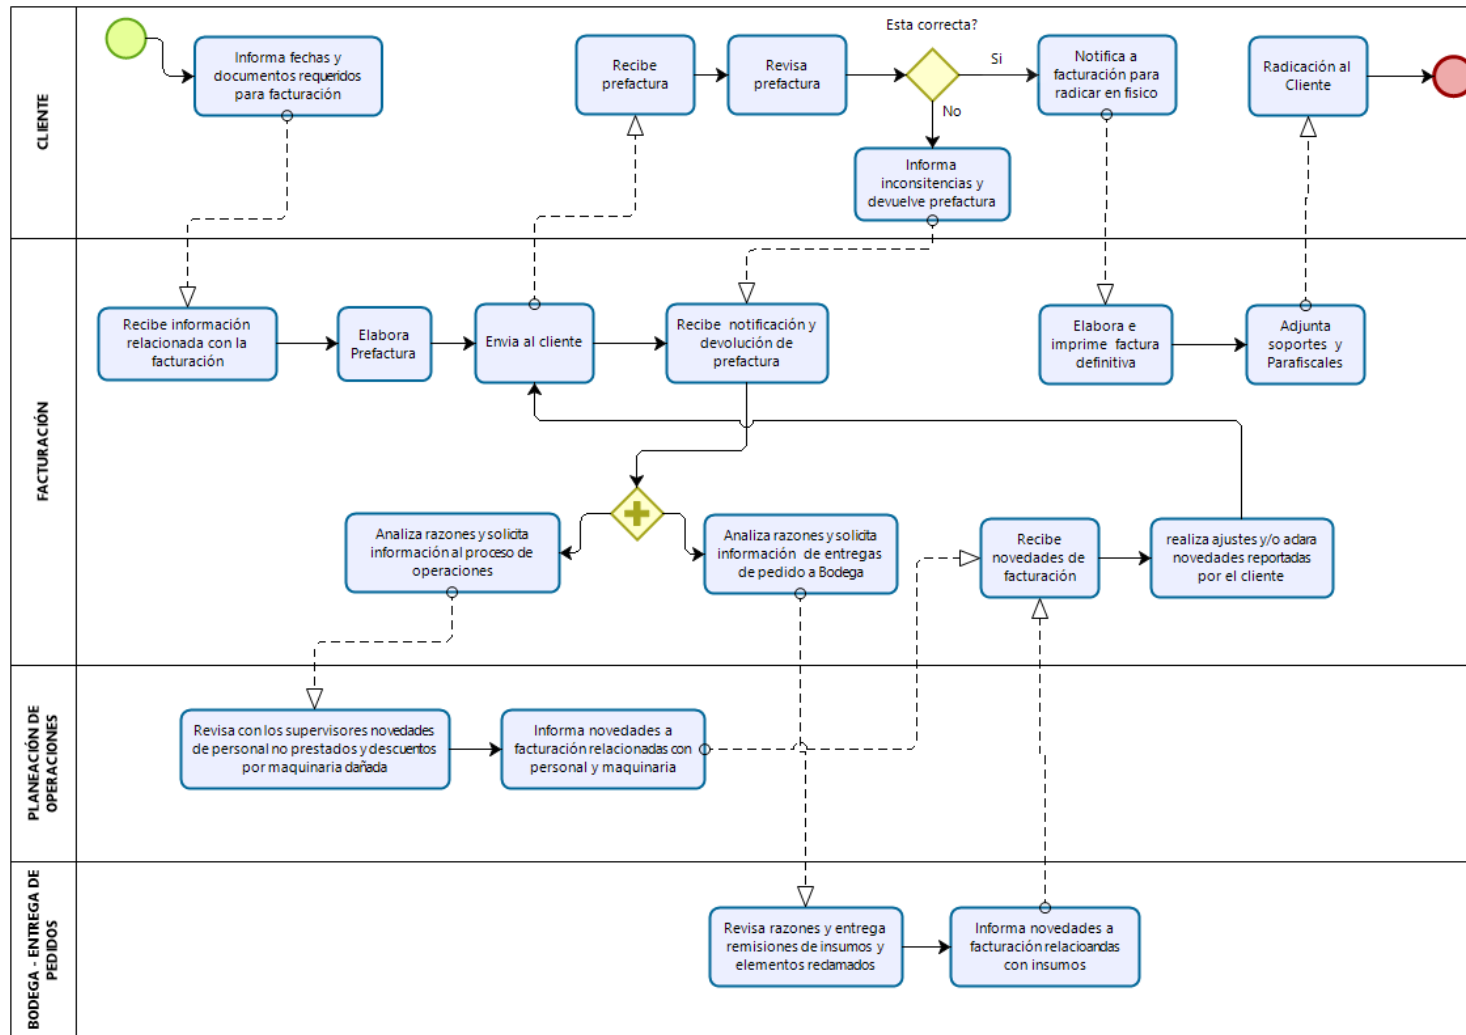 CLIENTE
Informa fechas y
documentos requeridos
para facturación
Recibe
prefactura
Revisa
prefactura
Esta correcta?
Si
No
Notifica a
facturación para
radicar en fisico
Radicación al
Cliente
Informa
inconsitencias y
devuelve prefactura
FACTURACIÓN
Recibe información
relacionada con la
facturación
Elabora
Prefactura
Envia al cliente
Recibe notificación y
devolución de
prefactura
Elabora e
imprime factura
definitiva
Adjunta
soportes y
Parafiscales
Analiza razones y solicita
información al proceso de
operaciones
Analiza razones y solicita
información de entregas
de pedido a Bodega
Recibe
novedades de
facturación
realiza ajustes y/o aclara
novedades reportadas
por el cliente
PLANEACIÓN DE
OPERACIONES
Revisa con los supervisores novedades
de personal no prestados y descuentos
por maquinaria dañada
Informa novedades a
facturación relacionadas con
personal y maquinaria
BODEGA - ENTREGA DE
PEDIDOS
Revisa razones y entrega
remisiones de insumos y
elementos reclamados
Informa novedades a
facturación relacioandas
con insumos